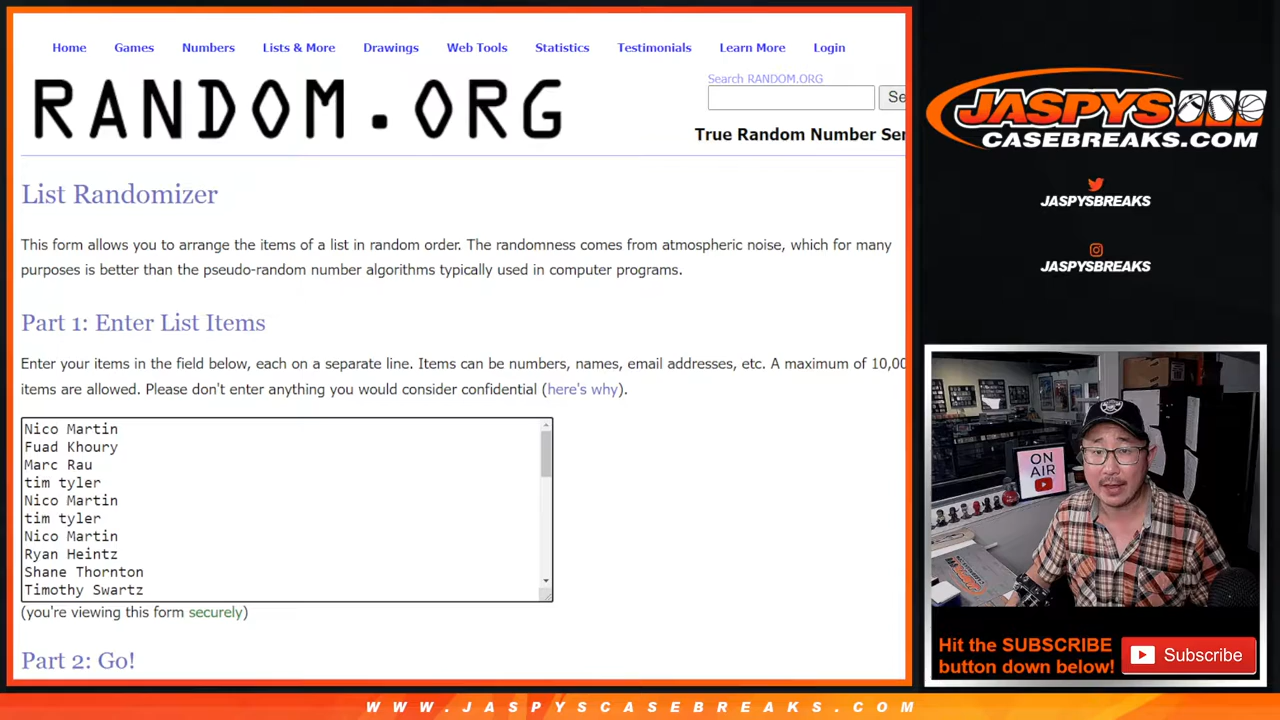 Home Games Numbers Lists & More Drawings Web Tools Statistics Testimonials Learn More Login
RANDOM.ORG
Search RANDOM.ORG
Se
True Random Number Ser
List Randomizer
This form allows you to arrange the items of a list in random order. The randomness comes from atmospheric noise, which for many
purposes is better than the pseudo-random number algorithms typically used in computer programs.
Part 1: Enter List Items
Enter your items in the field below, each on a separate line. Items can be numbers, names, email addresses, etc. A maximum of 10,00
items are allowed. Please don't enter anything you would consider confidential (here's why).
Nico Martin
Fuad Khoury
Marc Rau
tim tyler
Nico Martin
tim tyler
Nico Martin
Ryan Heintz
Shane Thornton
Timothy Swartz
(you're viewing this form securely)
Part 2: Go!
JASPYS
CASEBREAKS.COM
JASPYSBREAKS
JASPYSBREAKS
ON
AIR
Hit the SUBSCRIBE
button down below!
Subscribe
WWW.JASPYSCASEBREAKS.COM